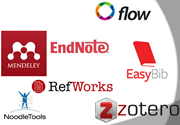 flow
EndNote
MENDELEY
EasyBib
RefWorks
zotero
NoodleTools